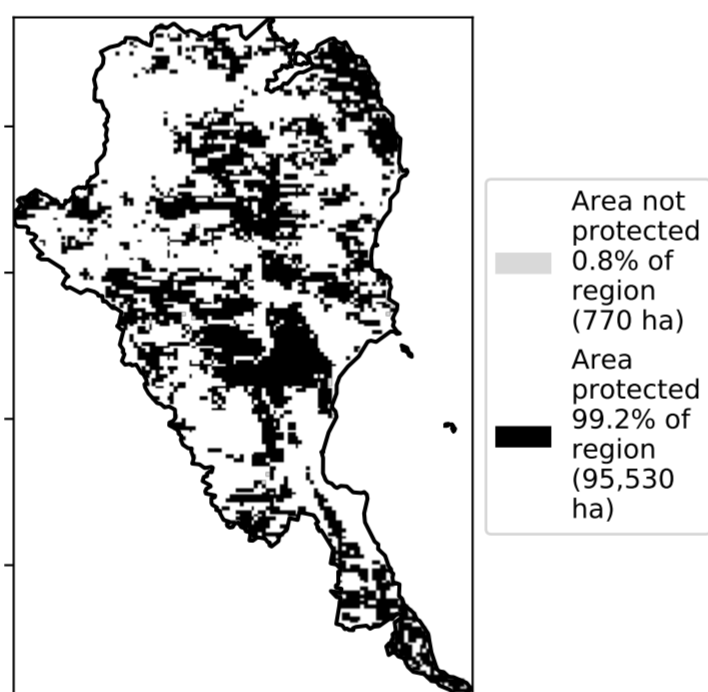 Area not
protected
0.8% of
region
(770 ha)
Area
protected
99.2% of
region
(95,530
ha)